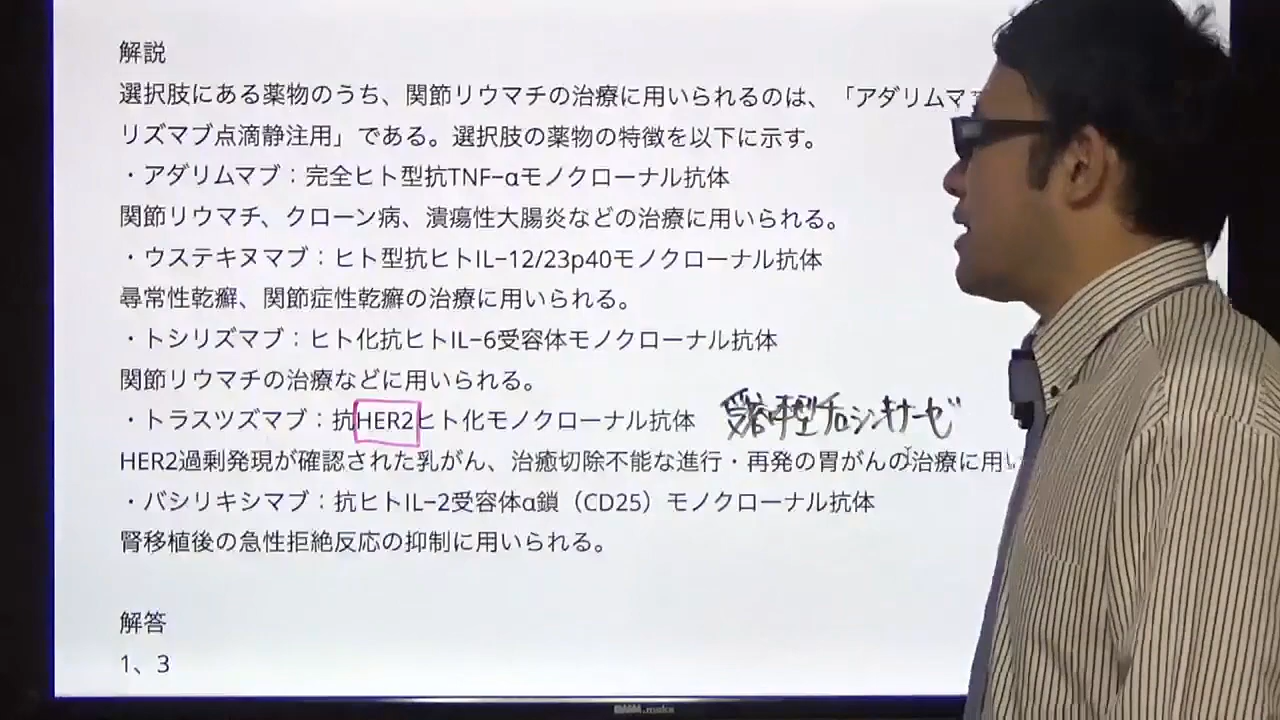 解説
選択肢にある薬物のうち、関節リウマチの治療に用いられるのは、「アダリムマ
リズマブ点滴静注用」である。選択肢の薬物の特徴を以下に示す。
・アダリムマブ：完全ヒト型抗TNF−αモノクローナル抗体
関節リウマチ、クローン病、潰瘍性大腸炎などの治療に用いられる。
・ウステキヌマブ：ヒト型抗ヒトIL−12/23p40モノクローナル抗体
尋常性乾癬、関節症性乾癬の治療に用いられる。
・トシリズマブ：ヒト化抗ヒトIL−6受容体モノクローナル抗体
関節リウマチの治療などに用いられる。
・トラスツズマブ：抗HER2ヒト化モノクローナル抗体 受容体型チロシンキナーゼ
HER2過剰発現が確認された乳がん、治癒切除不能な進行・再発の胃がんの治療に用い
・バシリキシマブ：抗ヒトIL−2受容体α鎖（CD25）モノクローナル抗体
腎移植後の急性拒絶反応の抑制に用いられる。
解答
1、3
DMM.make